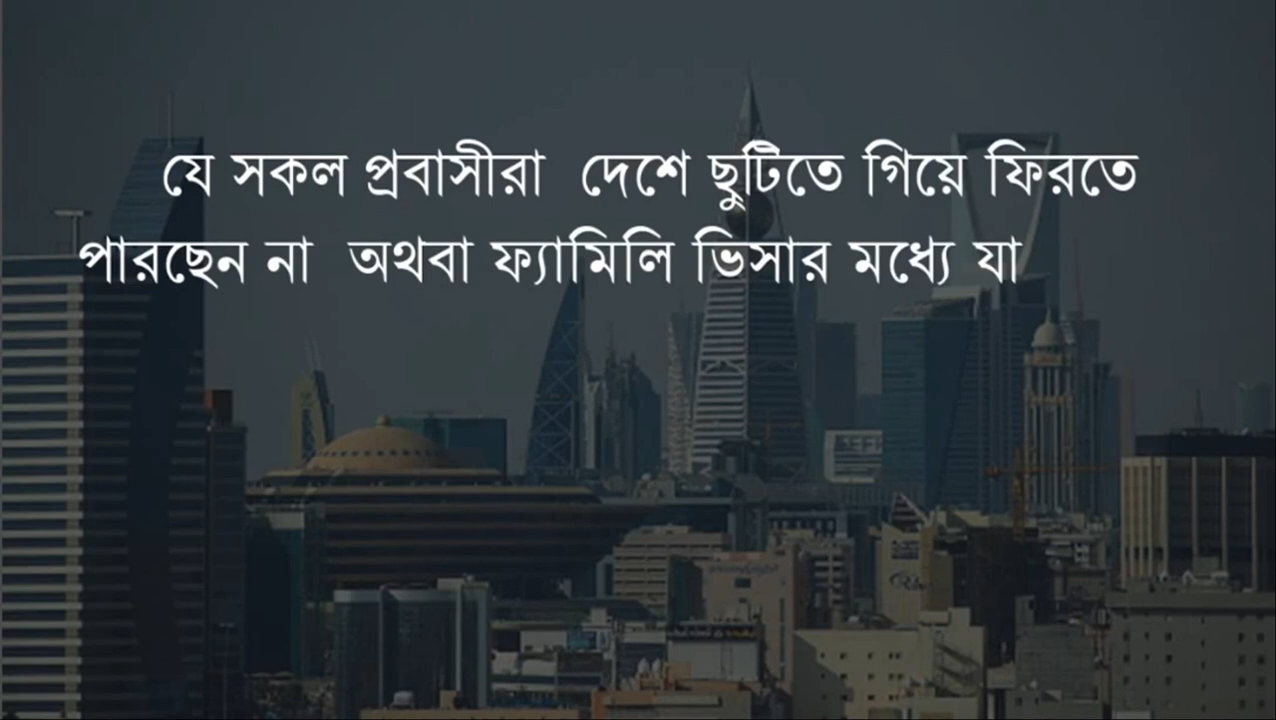 যে সকল প্রবাসীরা দেশে ছুটিতে গিয়ে ফিরতে
পারছেন না অথবা ফ্যামিলি ভিসার মধ্যে যা